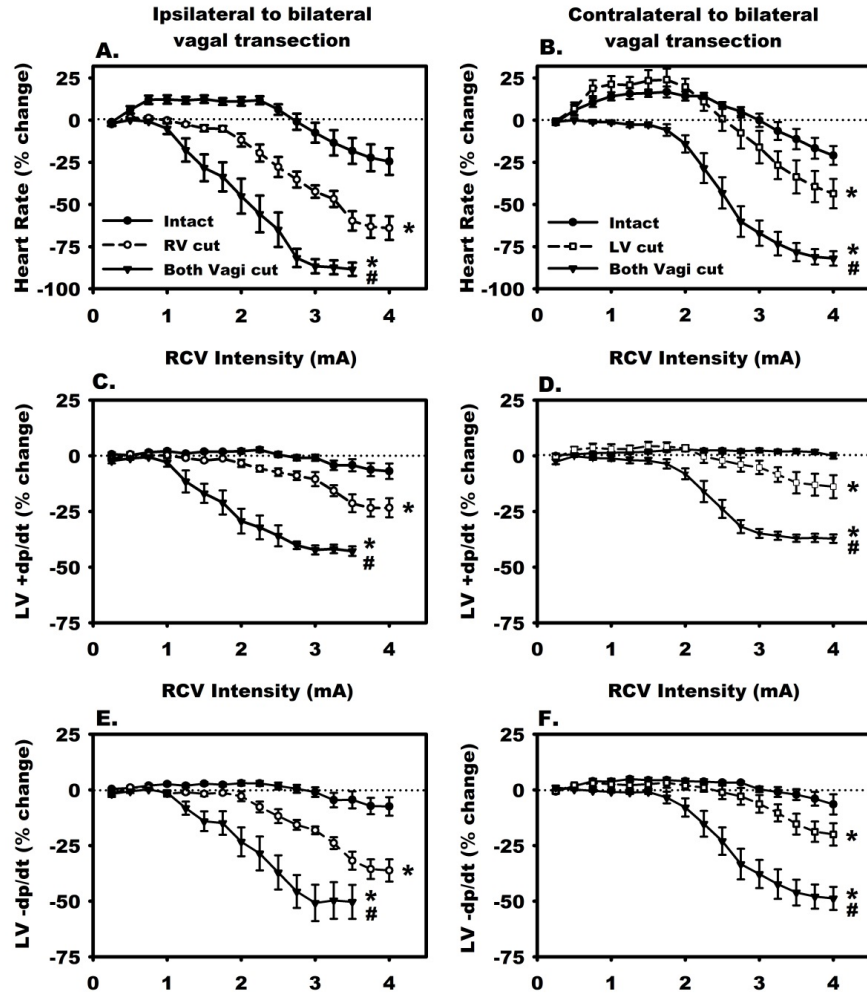 Ipsilateral to bilateral
vagal transection
Contralateral to bilateral
vagal transection
A.
Heart Rate (% change)
25
0
-25
-50
-75
-100
Intact
RV cut
Both Vagi cut
*
*
#
0 1 2 3 4
RCV Intensity (mA)
B.
Heart Rate (% change)
25
0
-25
-50
-75
-100
Intact
LV cut
Both Vagi cut
*
*
#
0 1 2 3 4
RCV Intensity (mA)
C.
LV +dp/dt (% change)
25
0
-25
-50
-75
*
*
#
0 1 2 3 4
RCV Intensity (mA)
D.
LV +dp/dt (% change)
25
0
-25
-50
-75
*
*
#
0 1 2 3 4
RCV Intensity (mA)
E.
LV -dp/dt (% change)
25
0
-25
-50
-75
*
*
#
0 1 2 3 4
F.
LV -dp/dt (% change)
25
0
-25
-50
-75
*
*
#
0 1 2 3 4